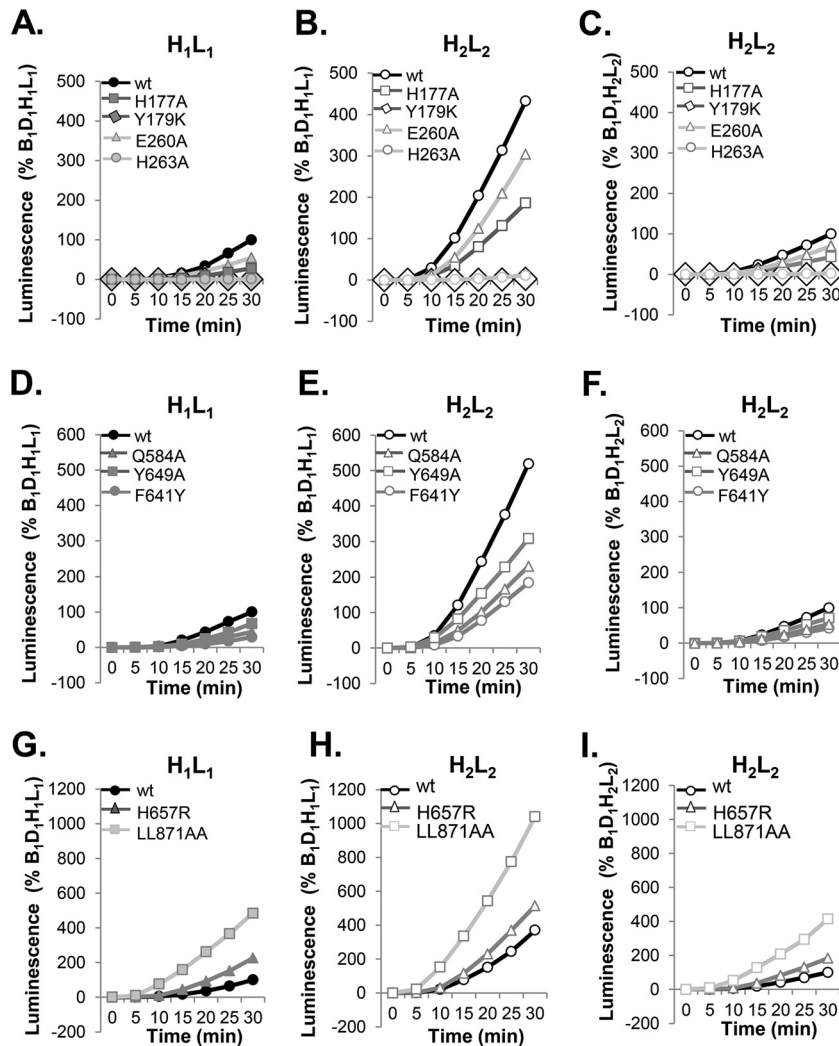 A.
H₁L₁
Luminescence (% B₁D₁H₁L₁)
500
400
300
200
100
0
-100
wt
H177A
Y179K
E260A
H263A
0 5 10 15 20 25 30
Time (min)
B.
H₂L₂
Luminescence (% B₁D₁H₁L₁)
500
400
300
200
100
0
-100
wt
H177A
Y179K
E260A
H263A
0 5 10 15 20 25 30
Time (min)
C.
H₂L₂
Luminescence (% B₁D₁H₂L₂)
500
400
300
200
100
0
-100
wt
H177A
Y179K
E260A
H263A
0 5 10 15 20 25 30
Time (min)
D.
H₁L₁
Luminescence (% B₁D₁H₁L₁)
600
500
400
300
200
100
0
-100
wt
Q584A
Y649A
F641Y
0 5 10 15 20 25 30
Time (min)
E.
H₂L₂
Luminescence (% B₁D₁H₁L₁)
600
500
400
300
200
100
0
-100
wt
Q584A
Y649A
F641Y
0 5 10 15 20 25 30
Time (min)
F.
H₂L₂
Luminescence (% B₁D₁H₂L₂)
600
500
400
300
200
100
0
-100
wt
Q584A
Y649A
F641Y
0 5 10 15 20 25 30
Time (min)
G.
H₁L₁
Luminescence (% B₁D₁H₁L₁)
1200
1000
800
600
400
200
0
-200
wt
H657R
LL871AA
0 5 10 15 20 25 30
Time (min)
H.
H₂L₂
Luminescence (% B₁D₁H₁L₁)
1200
1000
800
600
400
200
0
-200
wt
H657R
LL871AA
0 5 10 15 20 25 30
Time (min)
I.
H₂L₂
Luminescence (% B₁D₁H₂L₂)
1200
1000
800
600
400
200
0
-200
wt
H657R
LL871AA
0 5 10 15 20 25 30
Time (min)